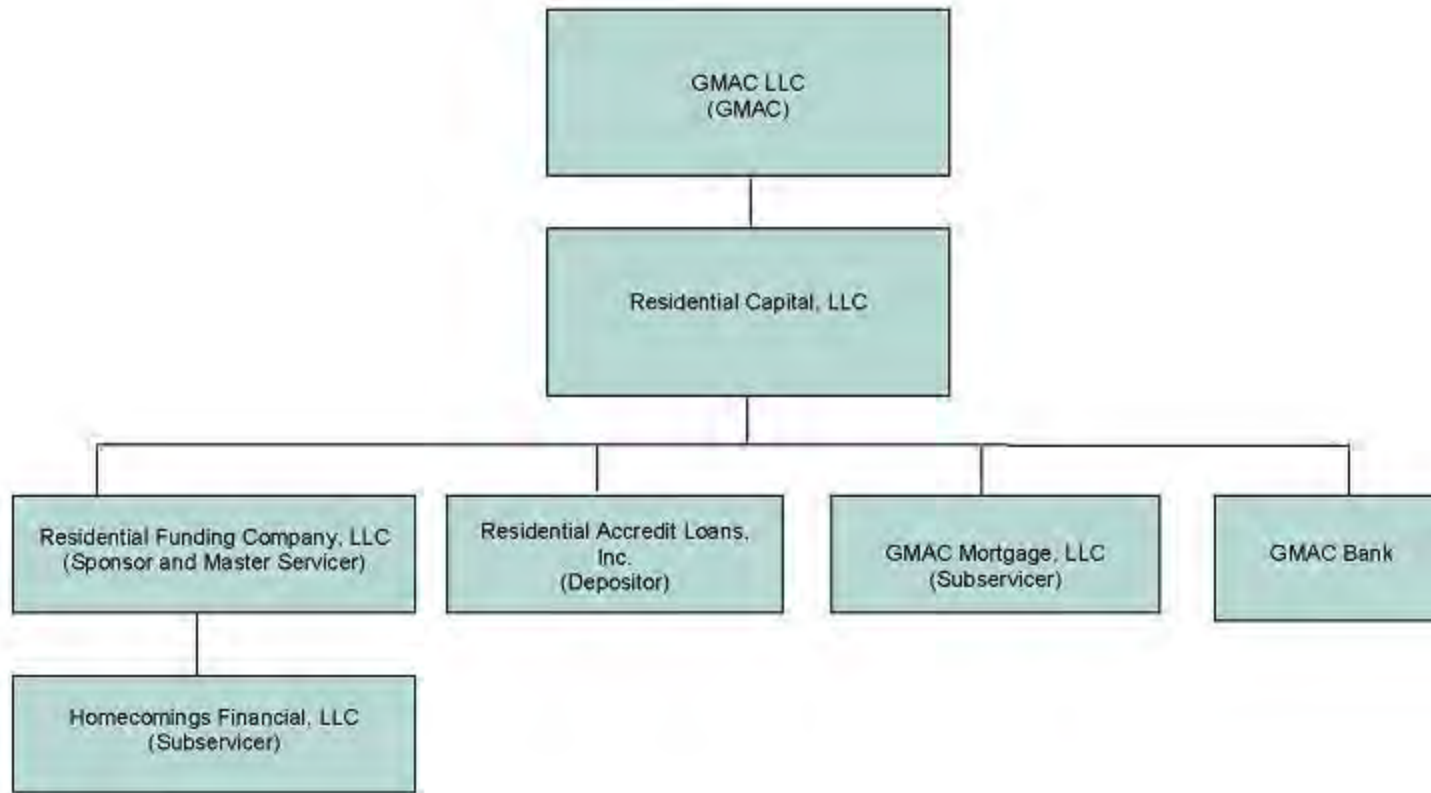 GMAC LLC
(GMAC)
Residential Capital, LLC
Residential Funding Company, LLC
(Sponsor and Master Servicer)
Residential Accredit Loans,
Inc.
(Depositor)
GMAC Mortgage, LLC
(Subservicer)
GMAC Bank
Homecomings Financial, LLC
(Subservicer)